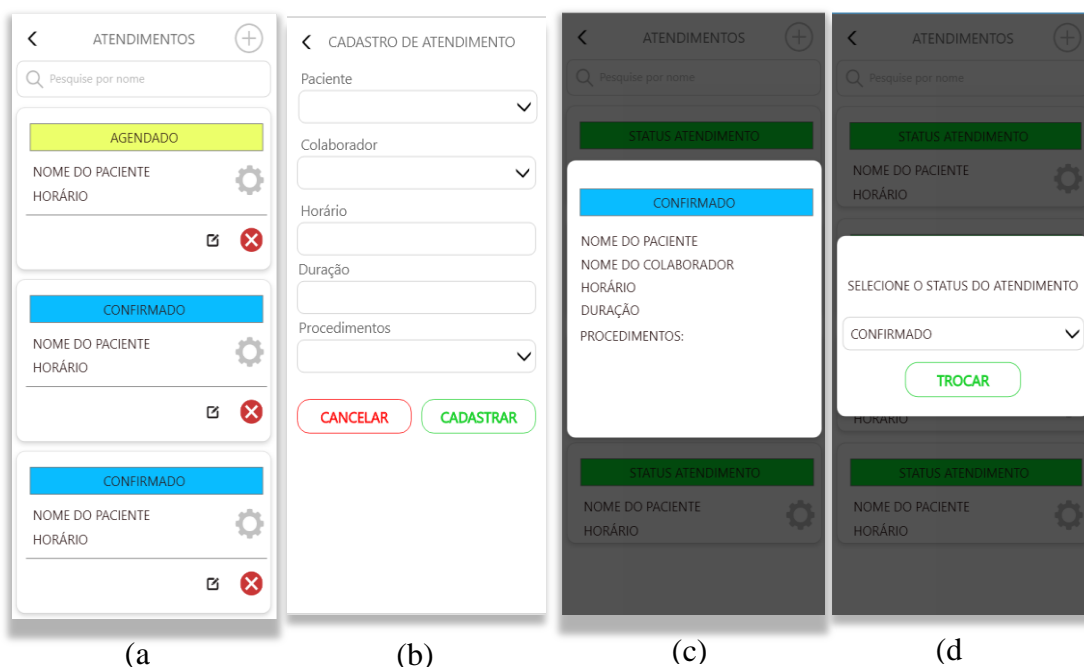 ATENDIMENTOS
Pesquise por nome
AGENDADO
NOME DO PACIENTE
HORÁRIO
CONFIRMADO
NOME DO PACIENTE
HORÁRIO
CONFIRMADO
NOME DO PACIENTE
HORÁRIO
(a
CADASTRO DE ATENDIMENTO
Paciente
Colaborador
Horário
Duração
Procedimentos
CANCELAR
CADASTRAR
(b)
ATENDIMENTOS
Pesquise por nome
STATUS ATENDIMENTO
CONFIRMADO
NOME DO PACIENTE
NOME DO COLABORADOR
HORÁRIO
DURAÇÃO
PROCEDIMENTOS:
STATUS ATENDIMENTO
NOME DO PACIENTE
HORÁRIO
(c)
ATENDIMENTOS
Pesquise por nome
STATUS ATENDIMENTO
NOME DO PACIENTE
HORÁRIO
SELECIONE O STATUS DO ATENDIMENTO
CONFIRMADO
TROCAR
HORÁRIO
STATUS ATENDIMENTO
NOME DO PACIENTE
HORÁRIO
(d